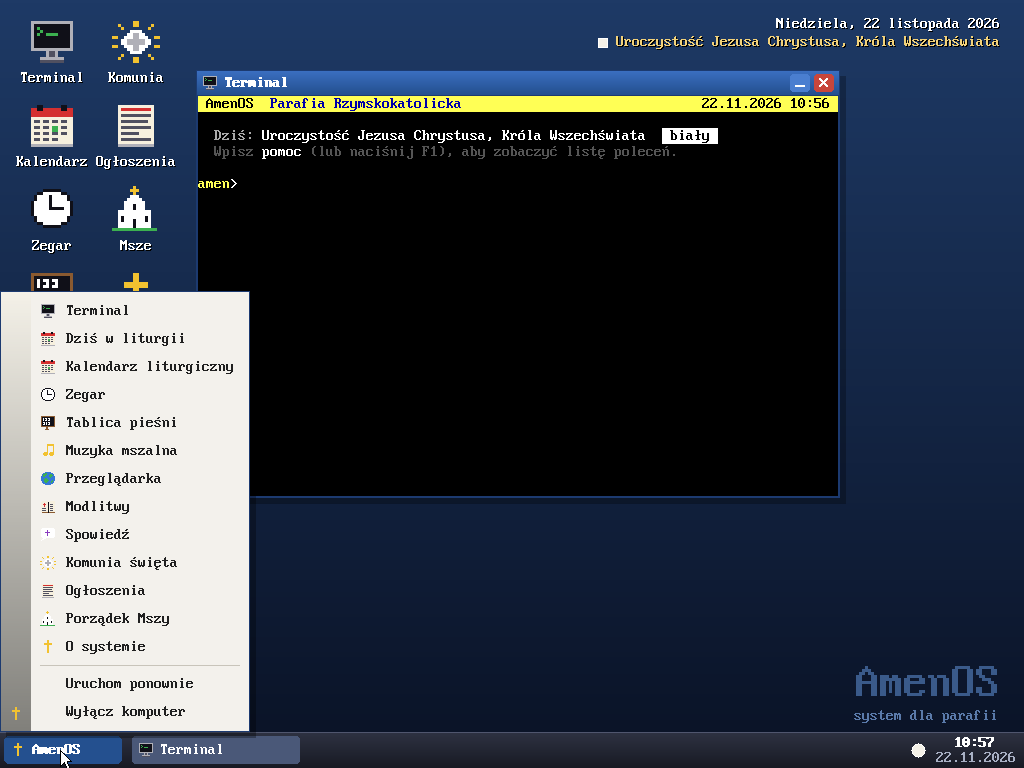 Niedziela, 22 listopada 2026
Uroczystość Jezusa Chrystusa, Króla Wszechświata
Terminal
Komunia
Kalendarz
Ogłoszenia
Zegar
Msze
Terminal
AmenOS Parafia Rzymskokatolicka 22.11.2026 10:56
Dziś: Uroczystość Jezusa Chrystusa, Króla Wszechświata biały
Wpisz pomoc (lub naciśnij F1), aby zobaczyć listę poleceń.
amen>
Terminal
Dziś w liturgii
Kalendarz liturgiczny
Zegar
Tablica pieśni
Muzyka mszalna
Przeglądarka
Modlitwy
Spowiedź
Komunia święta
Ogłoszenia
Porządek Mszy
O systemie
Uruchom ponownie
Wyłącz komputer
AmenOS
system dla parafii
AmenOS
Terminal
10:57
22.11.2026